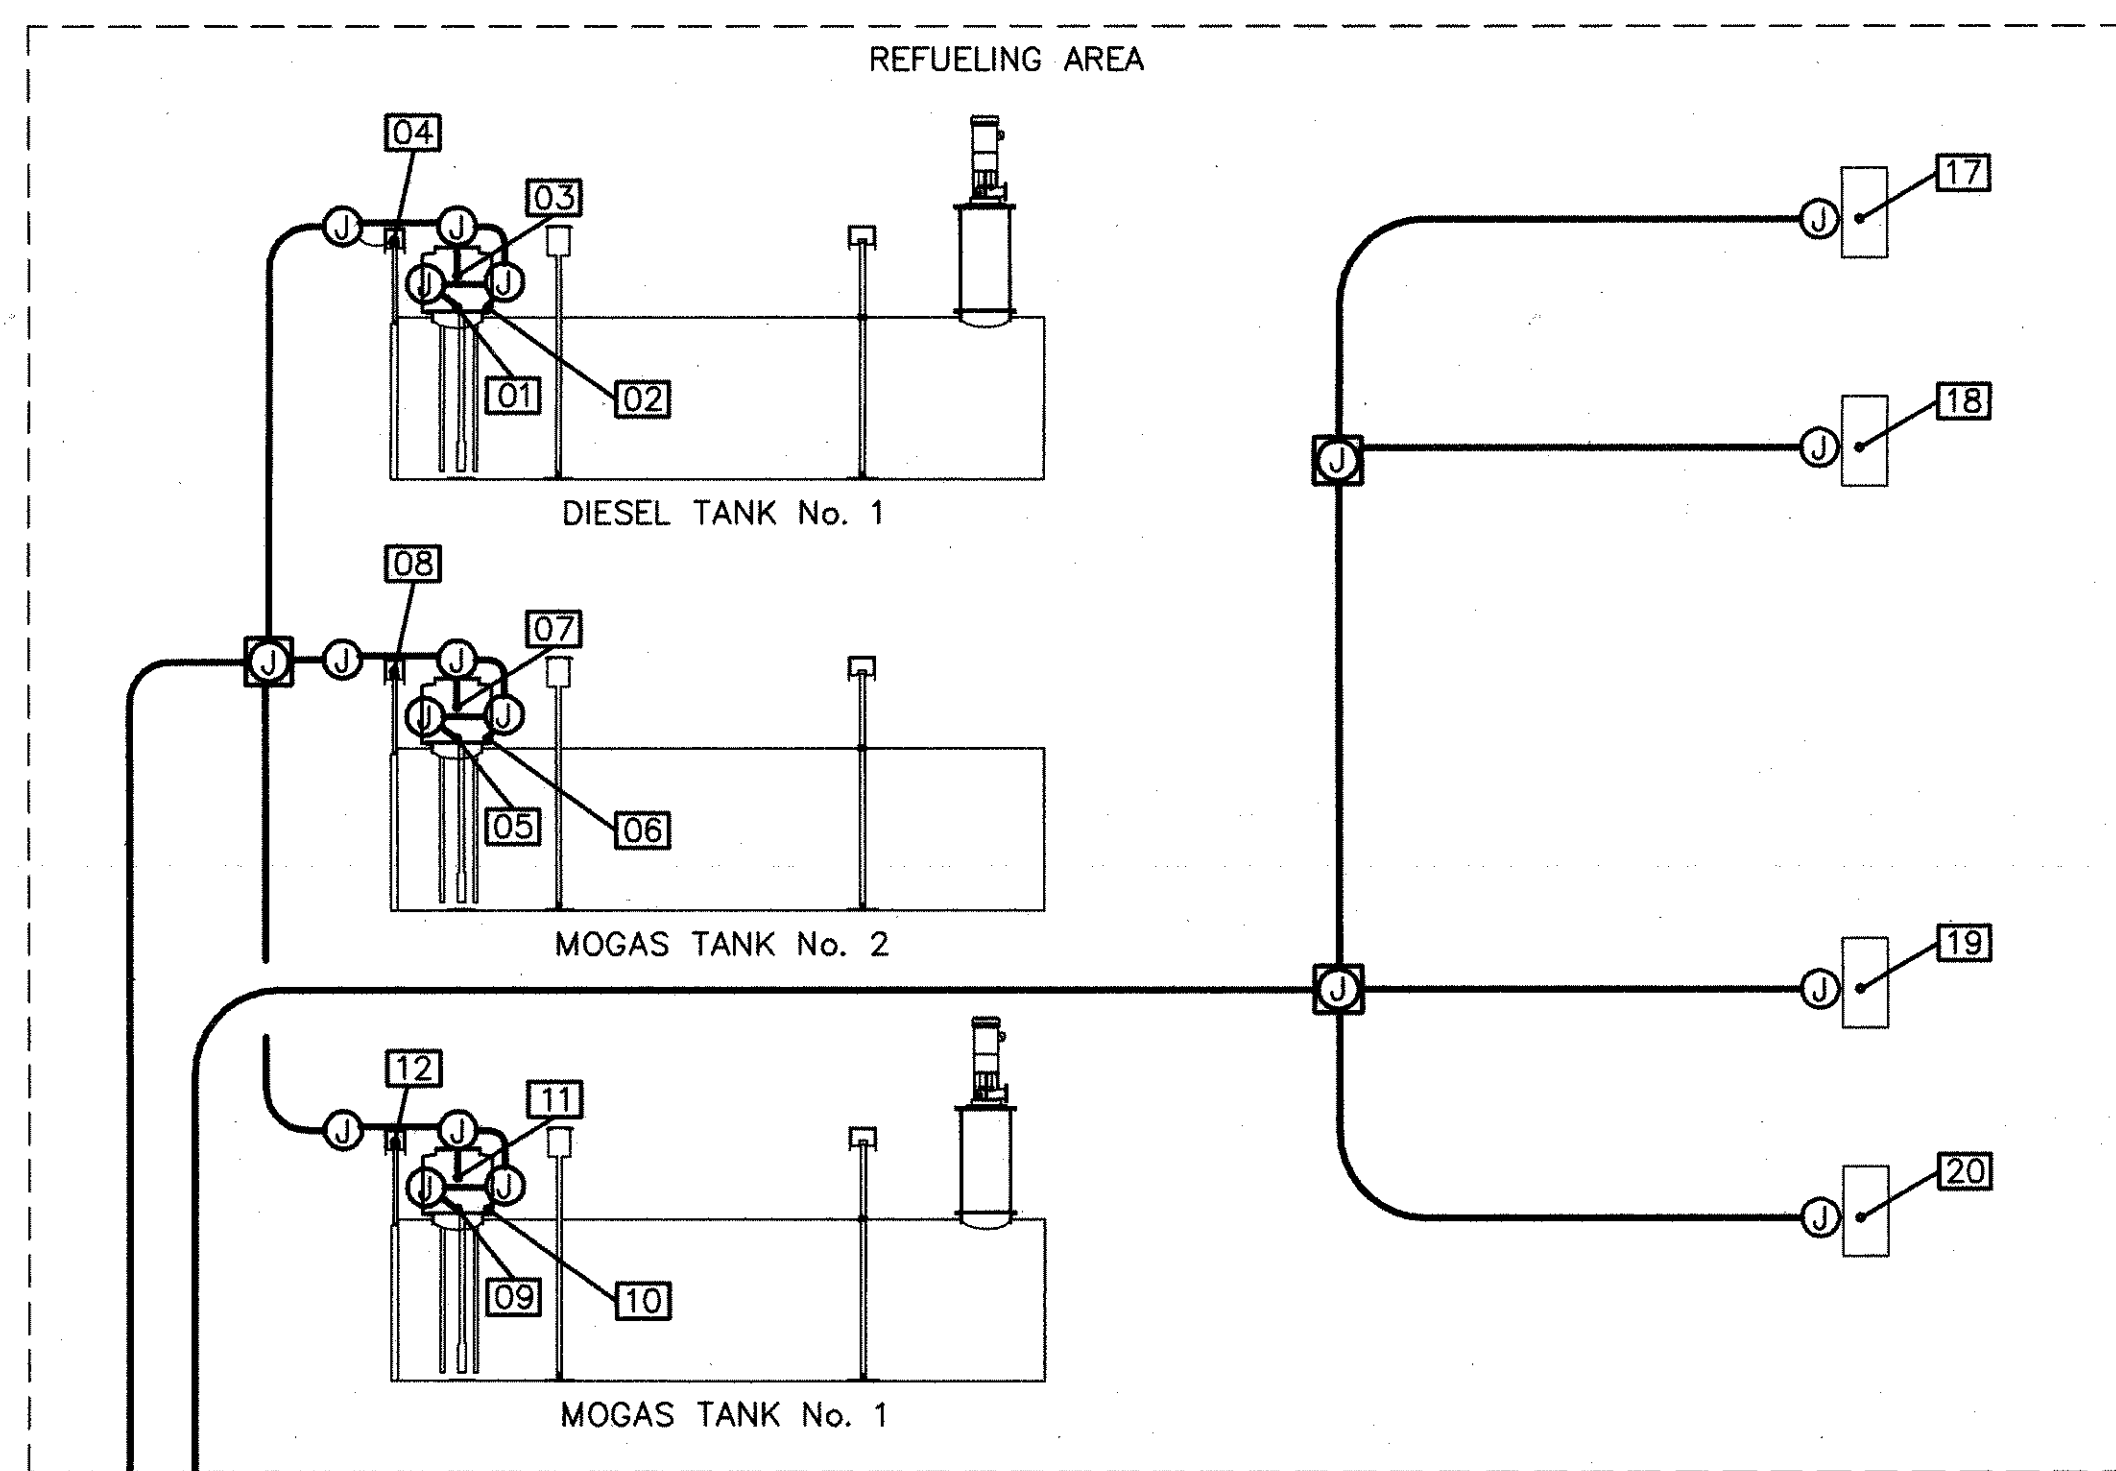 REFUELING AREA
04
03
J
J
J
J
01
02
DIESEL TANK No. 1
08
07
J
J
J
J
J
05
06
MOGAS TANK No. 2
12
11
J
J
J
J
09
10
MOGAS TANK No. 1
17
J
18
J
J
19
J
J
20
J